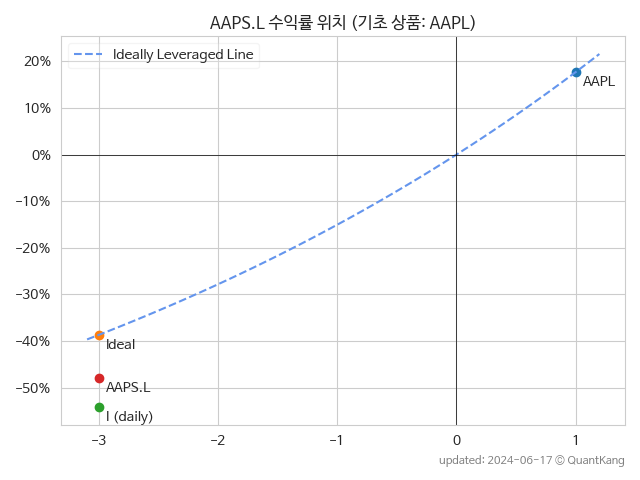 AAPS.L 수익률 위치 (기초 상품: AAPL)
Ideally Leveraged Line
20%
10%
0%
−10%
−20%
−30%
−40%
−50%
AAPL
Ideal
AAPS.L
I (daily)
−3
−2
−1
0
1
updated: 2024-06-17 © QuantKang